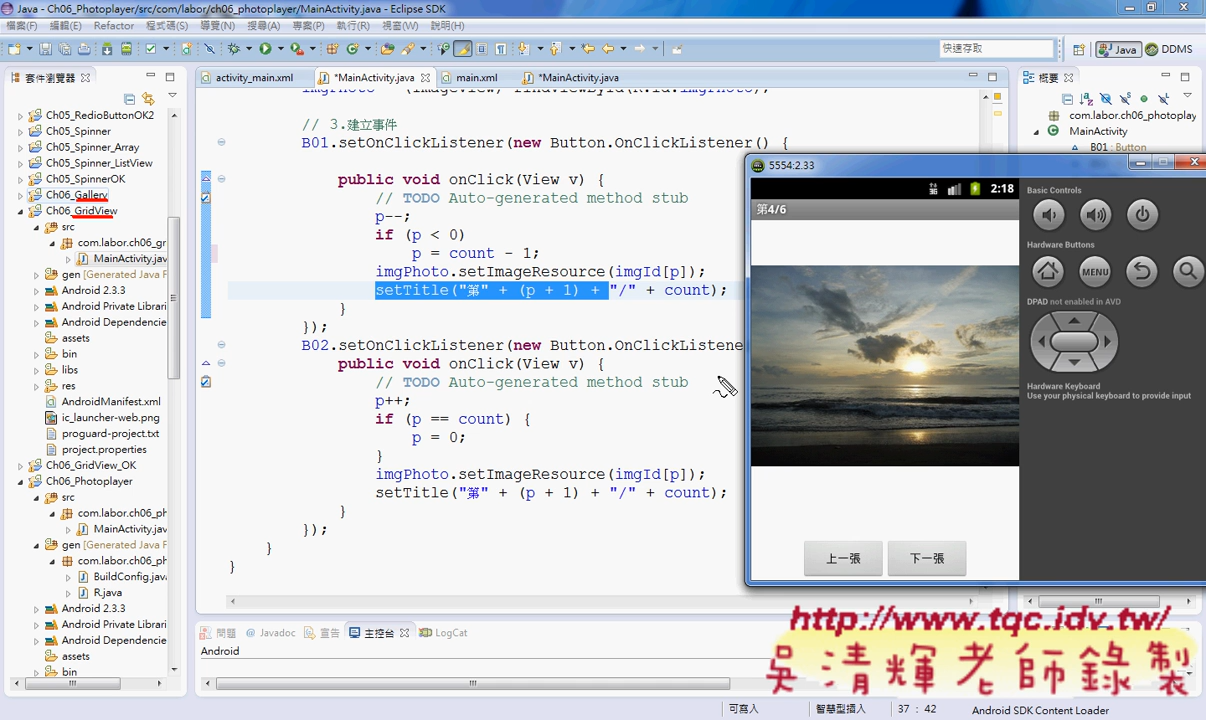 Java - Ch06_Photoplayer/src/com/labor/ch06_photoplayer/MainActivity.java - Eclipse SDK
檔案(F) 編輯(E) Refactor 程式碼(S) 導覽(N) 搜尋(A) 專案(P) 執行(R) 視窗(W) 說明(H)
快速存取
Java
DDMS
套件瀏覽器
Ch05_RedioButtonOK2
Ch05_Spinner
Ch05_Spinner_Array
Ch05_Spinner_ListView
Ch05_SpinnerOK
Ch06_Gallery
Ch06_GridView
src
com.labor.ch06_gr
MainActivity.jav
gen [Generated Java F
Android 2.3.3
Android Private Librari
Android Dependencie
assets
bin
libs
res
AndroidManifest.xml
ic_launcher-web.png
proguard-project.txt
project.properties
Ch06_GridView_OK
Ch06_Photoplayer
src
com.labor.ch06_ph
MainActivity.jav
gen [Generated Java F
com.labor.ch06_ph
BuildConfig.java
R.java
Android 2.3.3
Android Private Librari
Android Dependencie
assets
bin
activity_main.xml
*MainActivity.java
main.xml
*MainActivity.java
imgPhoto = (ImageView) findViewById(R.id.imgPhoto);
// 3.建立事件
B01.setOnClickListener(new Button.OnClickListener() {
public void onClick(View v) {
// TODO Auto-generated method stub
p--;
if (p < 0)
p = count - 1;
imgPhoto.setImageResource(imgId[p]);
setTitle("第" + (p + 1) + "/" + count);
}
});
B02.setOnClickListener(new Button.OnClickListene
public void onClick(View v) {
// TODO Auto-generated method stub
p++;
if (p == count) {
p = 0;
}
imgPhoto.setImageResource(imgId[p]);
setTitle("第" + (p + 1) + "/" + count);
}
});
}
}
概要
com.labor.ch06_photoplay
MainActivity
B01 : Button
5554:2.33
2:18
第4/6
上一張
下一張
Basic Controls
Hardware Buttons
MENU
DPAD not enabled in AVD
Hardware Keyboard
Use your physical keyboard to provide input
問題 @ Javadoc 宣告 主控台 LogCat
Android
http://www.tqc.idv.tw/
吳清輝老師錄製
可寫入
智慧型插入
37 : 42
Android SDK Content Loader